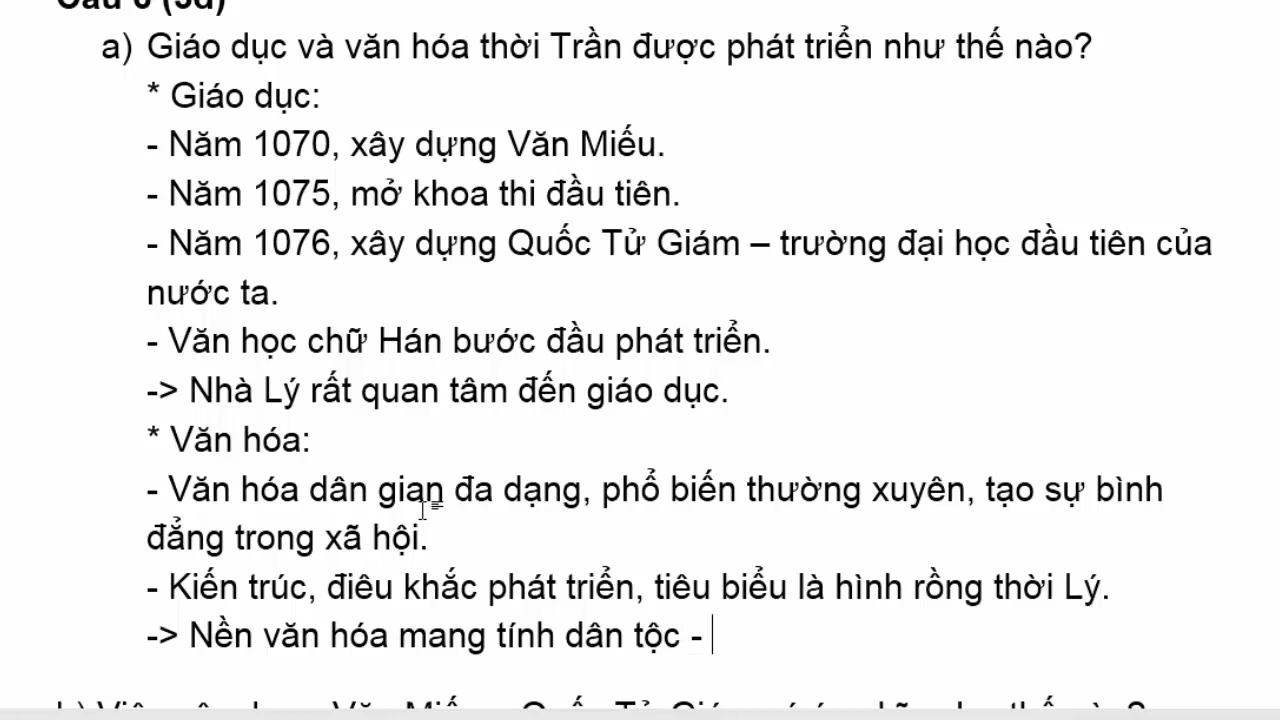 Câu 6 (3đ)
a) Giáo dục và văn hóa thời Trần được phát triển như thế nào?
* Giáo dục:
- Năm 1070, xây dựng Văn Miếu.
- Năm 1075, mở khoa thi đầu tiên.
- Năm 1076, xây dựng Quốc Tử Giám – trường đại học đầu tiên của
nước ta.
- Văn học chữ Hán bước đầu phát triển.
-> Nhà Lý rất quan tâm đến giáo dục.
* Văn hóa:
- Văn hóa dân gian đa dạng, phổ biến thường xuyên, tạo sự bình
đẳng trong xã hội.
- Kiến trúc, điêu khắc phát triển, tiêu biểu là hình rồng thời Lý.
-> Nền văn hóa mang tính dân tộc -